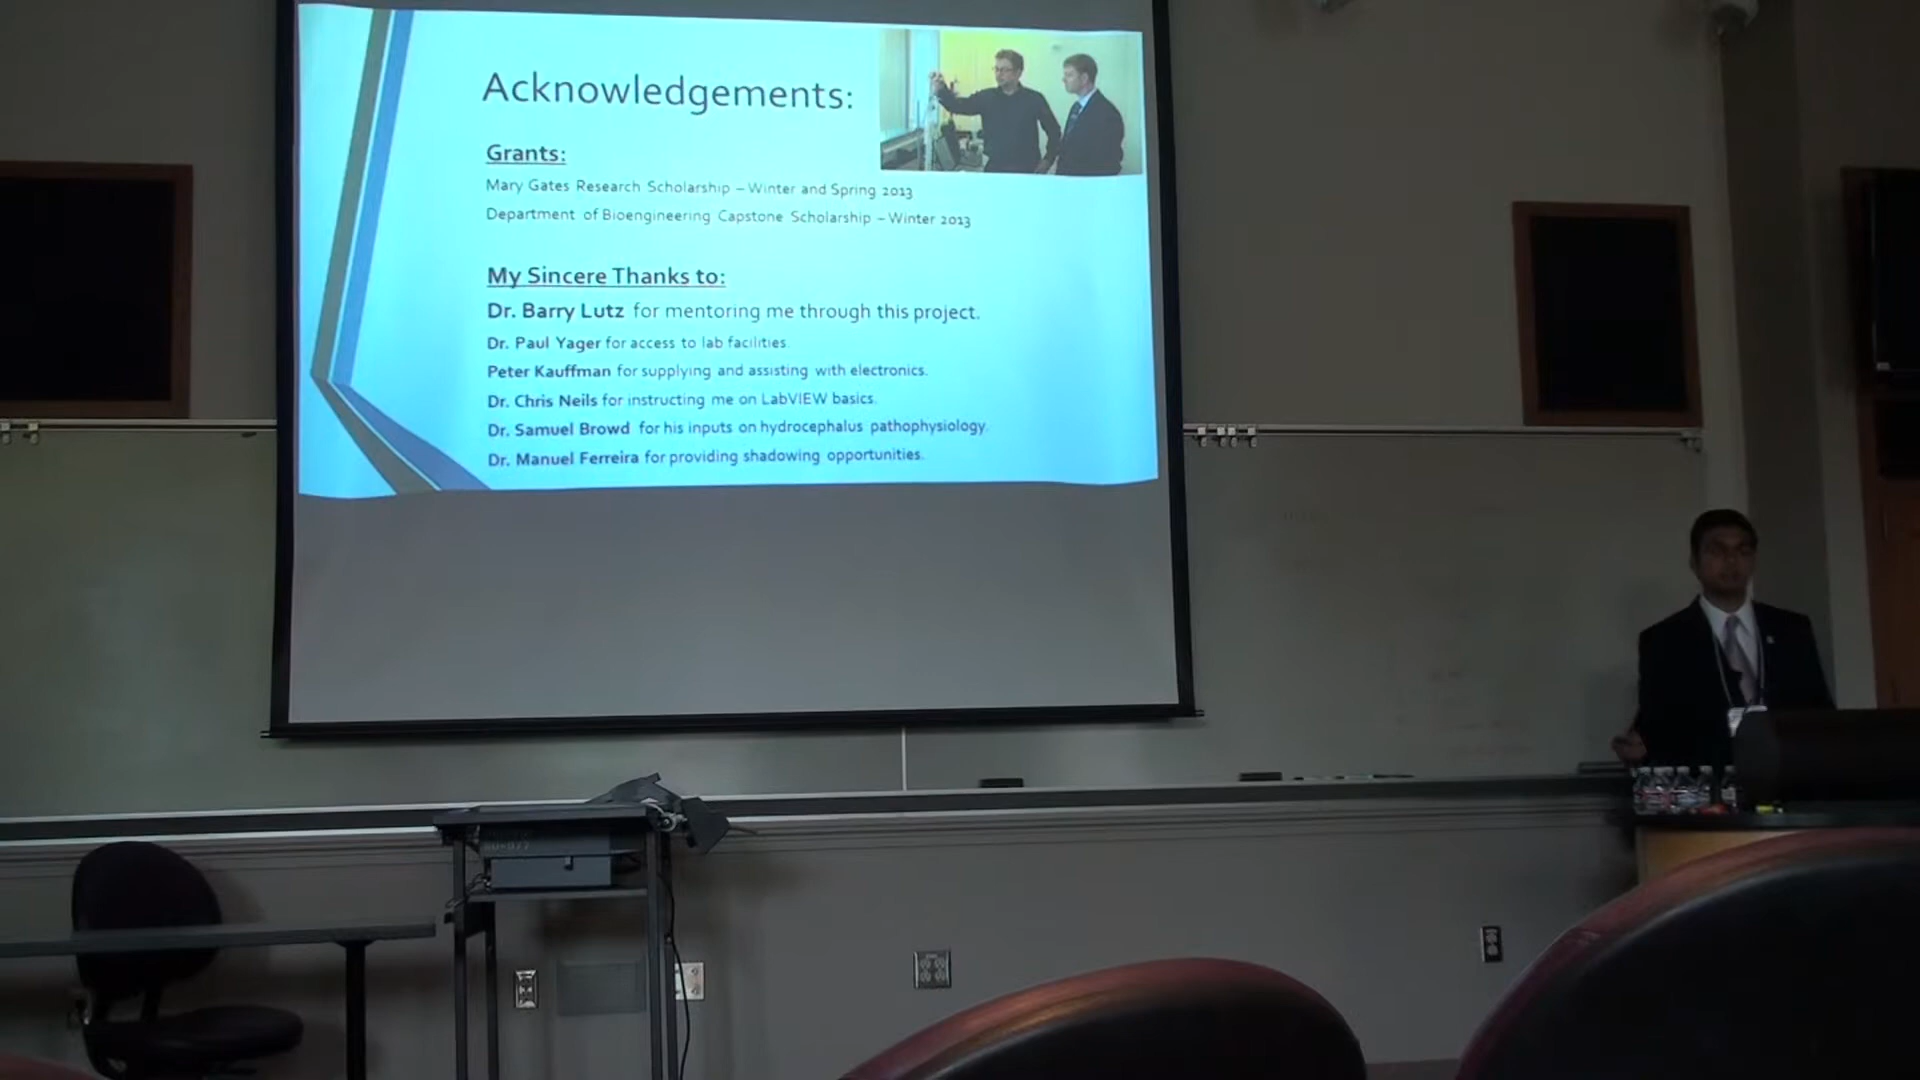 Acknowledgements:
Grants:
Mary Gates Research Scholarship – Winter and Spring 2013
Department of Bioengineering Capstone Scholarship – Winter 2013
My Sincere Thanks to:
Dr. Barry Lutz for mentoring me through this project.
Dr. Paul Yager for access to lab facilities.
Peter Kauffman for supplying and assisting with electronics.
Dr. Chris Neils for instructing me on LabVIEW basics.
Dr. Samuel Browd for his inputs on hydrocephalus pathophysiology.
Dr. Manuel Ferreira for providing shadowing opportunities.